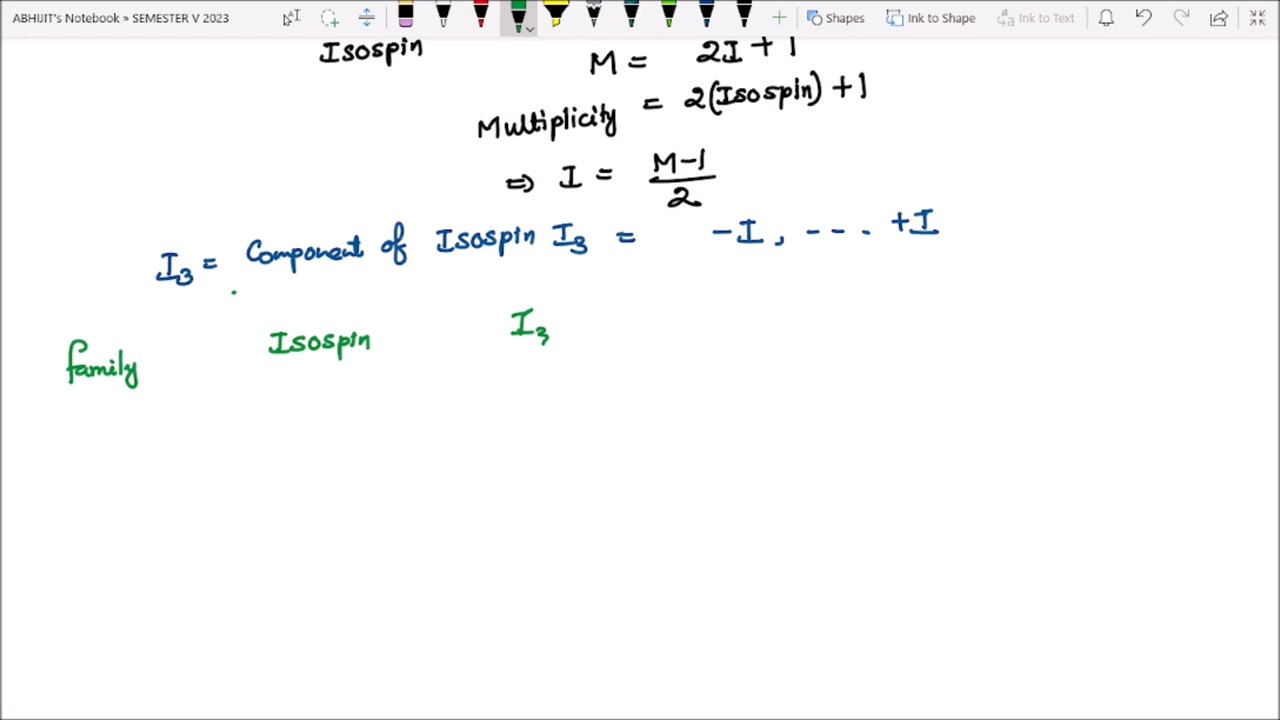 ABHIJIT's Notebook » SEMESTER V 2023
Shapes Ink to Shape Ink to Text
Isospin M = 2I + 1
Multiplicity = 2(Isospin) + 1
⇒ I = M-1/2
I3 = Component of Isospin I3 = -I, ---. +I
family Isospin I3